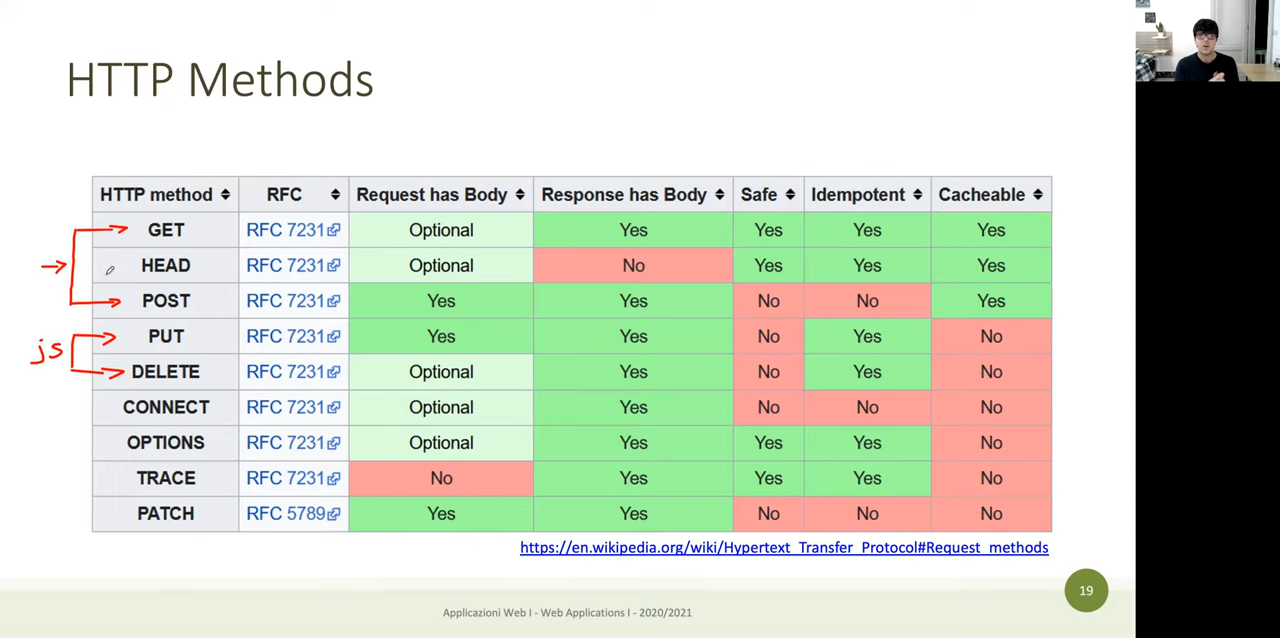 HTTP Methods
HTTP method RFC Request has Body Response has Body Safe Idempotent Cacheable
GET RFC 7231 Optional Yes Yes Yes Yes
HEAD RFC 7231 Optional No Yes Yes Yes
POST RFC 7231 Yes Yes No No Yes
PUT RFC 7231 Yes Yes No Yes No
js
DELETE RFC 7231 Optional Yes No Yes No
CONNECT RFC 7231 Optional Yes No No No
OPTIONS RFC 7231 Optional Yes Yes Yes No
TRACE RFC 7231 No Yes Yes Yes No
PATCH RFC 5789 Yes Yes No No No
https://en.wikipedia.org/wiki/Hypertext_Transfer_Protocol#Request_methods
19
Applicazioni Web I - Web Applications I - 2020/2021